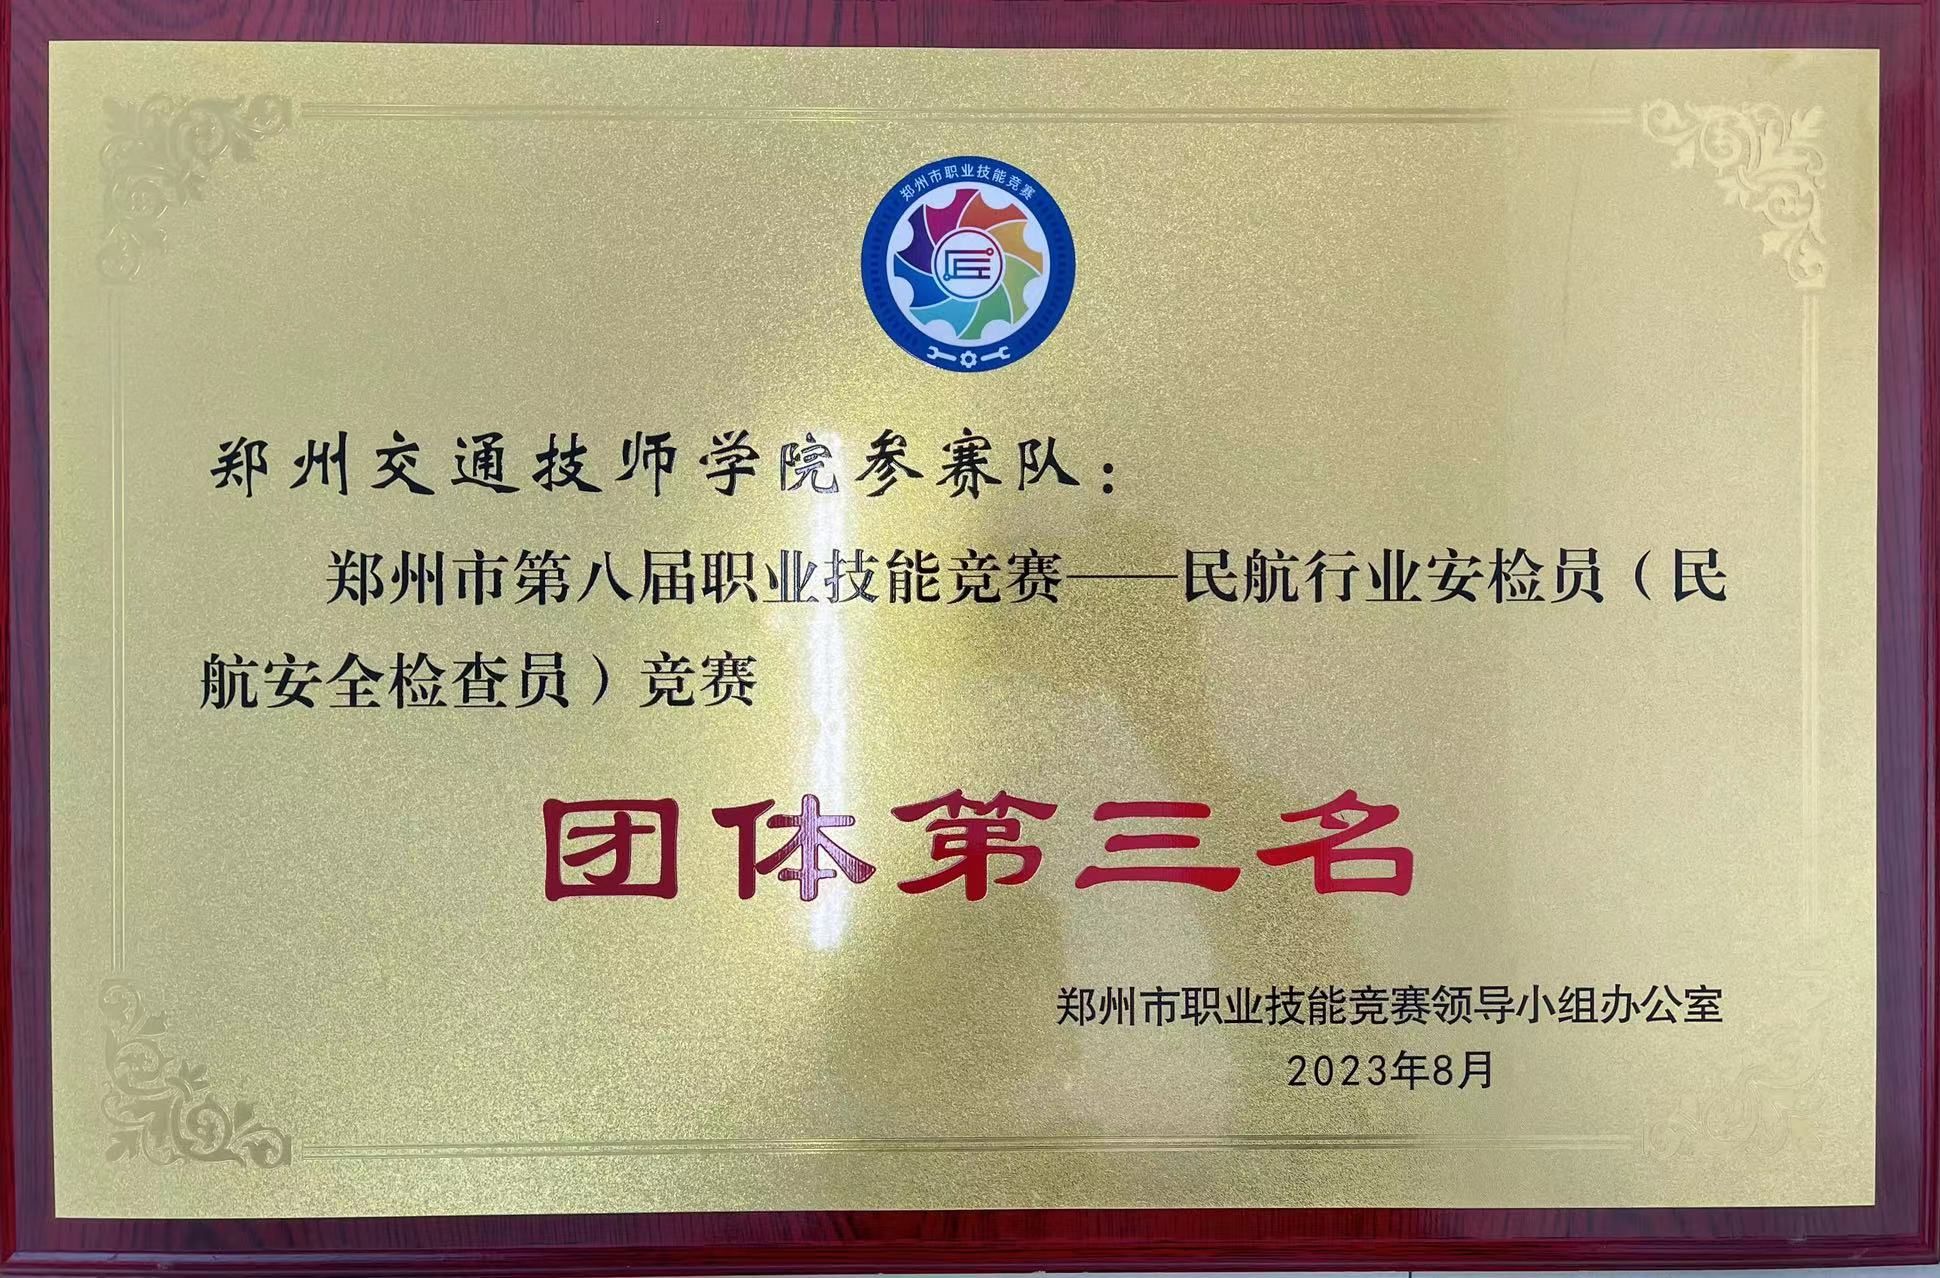 郑州市职业技能竞赛
匠
郑州交通技师学院参赛队：
郑州市第八届职业技能竞赛——民航行业安检员（民
航安全检查员）竞赛
团体第三名
郑州市职业技能竞赛领导小组办公室
2023年8月